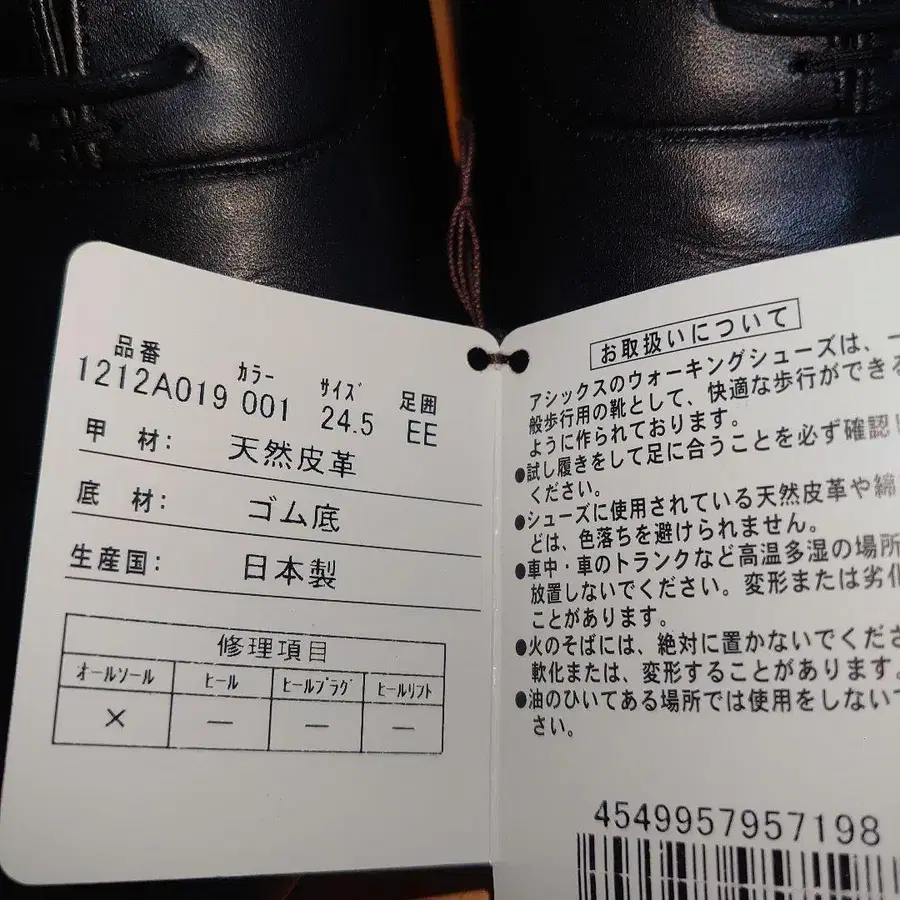 品番 カラー サイズ 足囲
1212A019 001 24.5 EE
甲 材: 天然皮革
底 材: ゴム底
生産国: 日本製
修理項目
オールソール ヒール ヒールプラグ ヒールリフト
× — — —
お取扱いについて
アシックスのウォーキングシューズは、一
般歩行用の靴として、快適な歩行ができる
ように作られております。
●試し履きをして足に合うことを必ず確認し
ください。
●シューズに使用されている天然皮革や綿
どは、色落ちを避けられません。
●車中・車のトランクなど高温多湿の場所
放置しないでください。変形または劣化
ことがあります。
●火のそばには、絶対に置かないでくださ
軟化または、変形することがあります。
●油のひいてある場所では使用をしないで
さい。
4549957957198